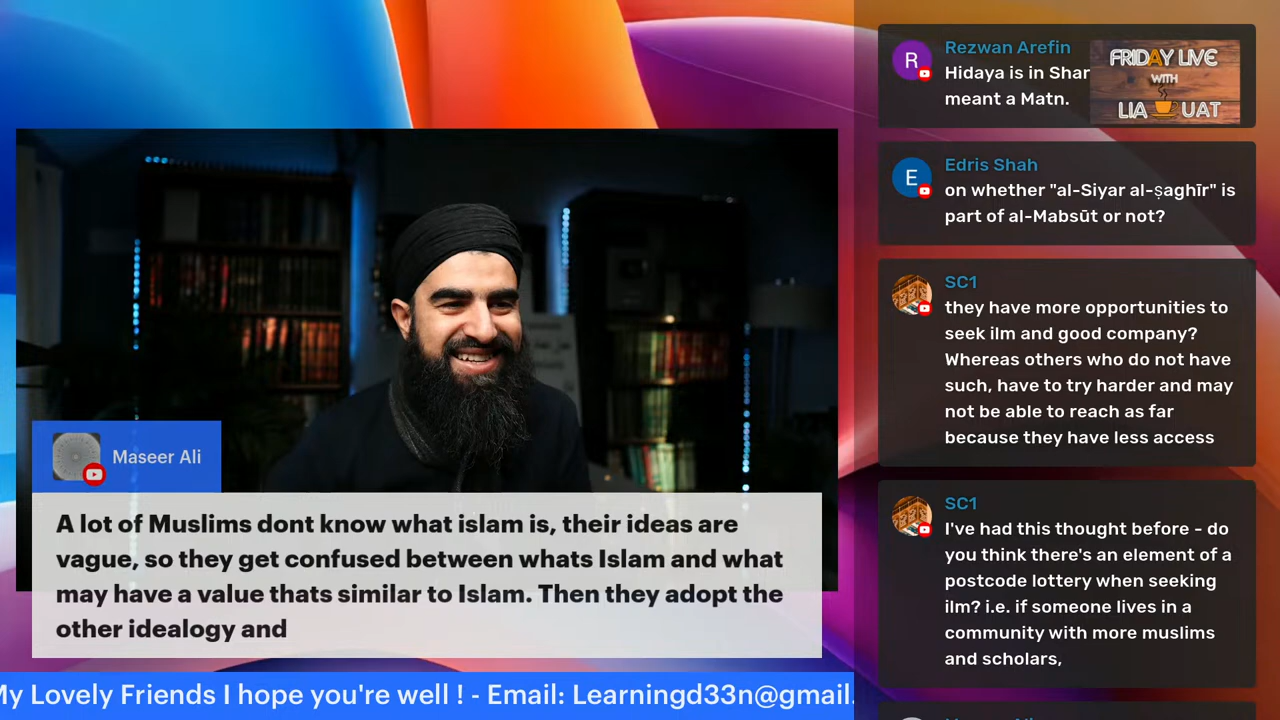 Maseer Ali
A lot of Muslims dont know what islam is, their ideas are
vague, so they get confused between whats Islam and what
may have a value thats similar to Islam. Then they adopt the
other idealogy and
My Lovely Friends I hope you're well ! - Email: Learningd33n@gmail.
R
Rezwan Arefin
Hidaya is in Shar
meant a Matn.
FRIDAY LIVE
WITH
LIA UAT
E
Edris Shah
on whether "al-Siyar al-ṣaghīr" is
part of al-Mabsūt or not?
SC1
they have more opportunities to
seek ilm and good company?
Whereas others who do not have
such, have to try harder and may
not be able to reach as far
because they have less access
SC1
I've had this thought before - do
you think there's an element of a
postcode lottery when seeking
ilm? i.e. if someone lives in a
community with more muslims
and scholars,